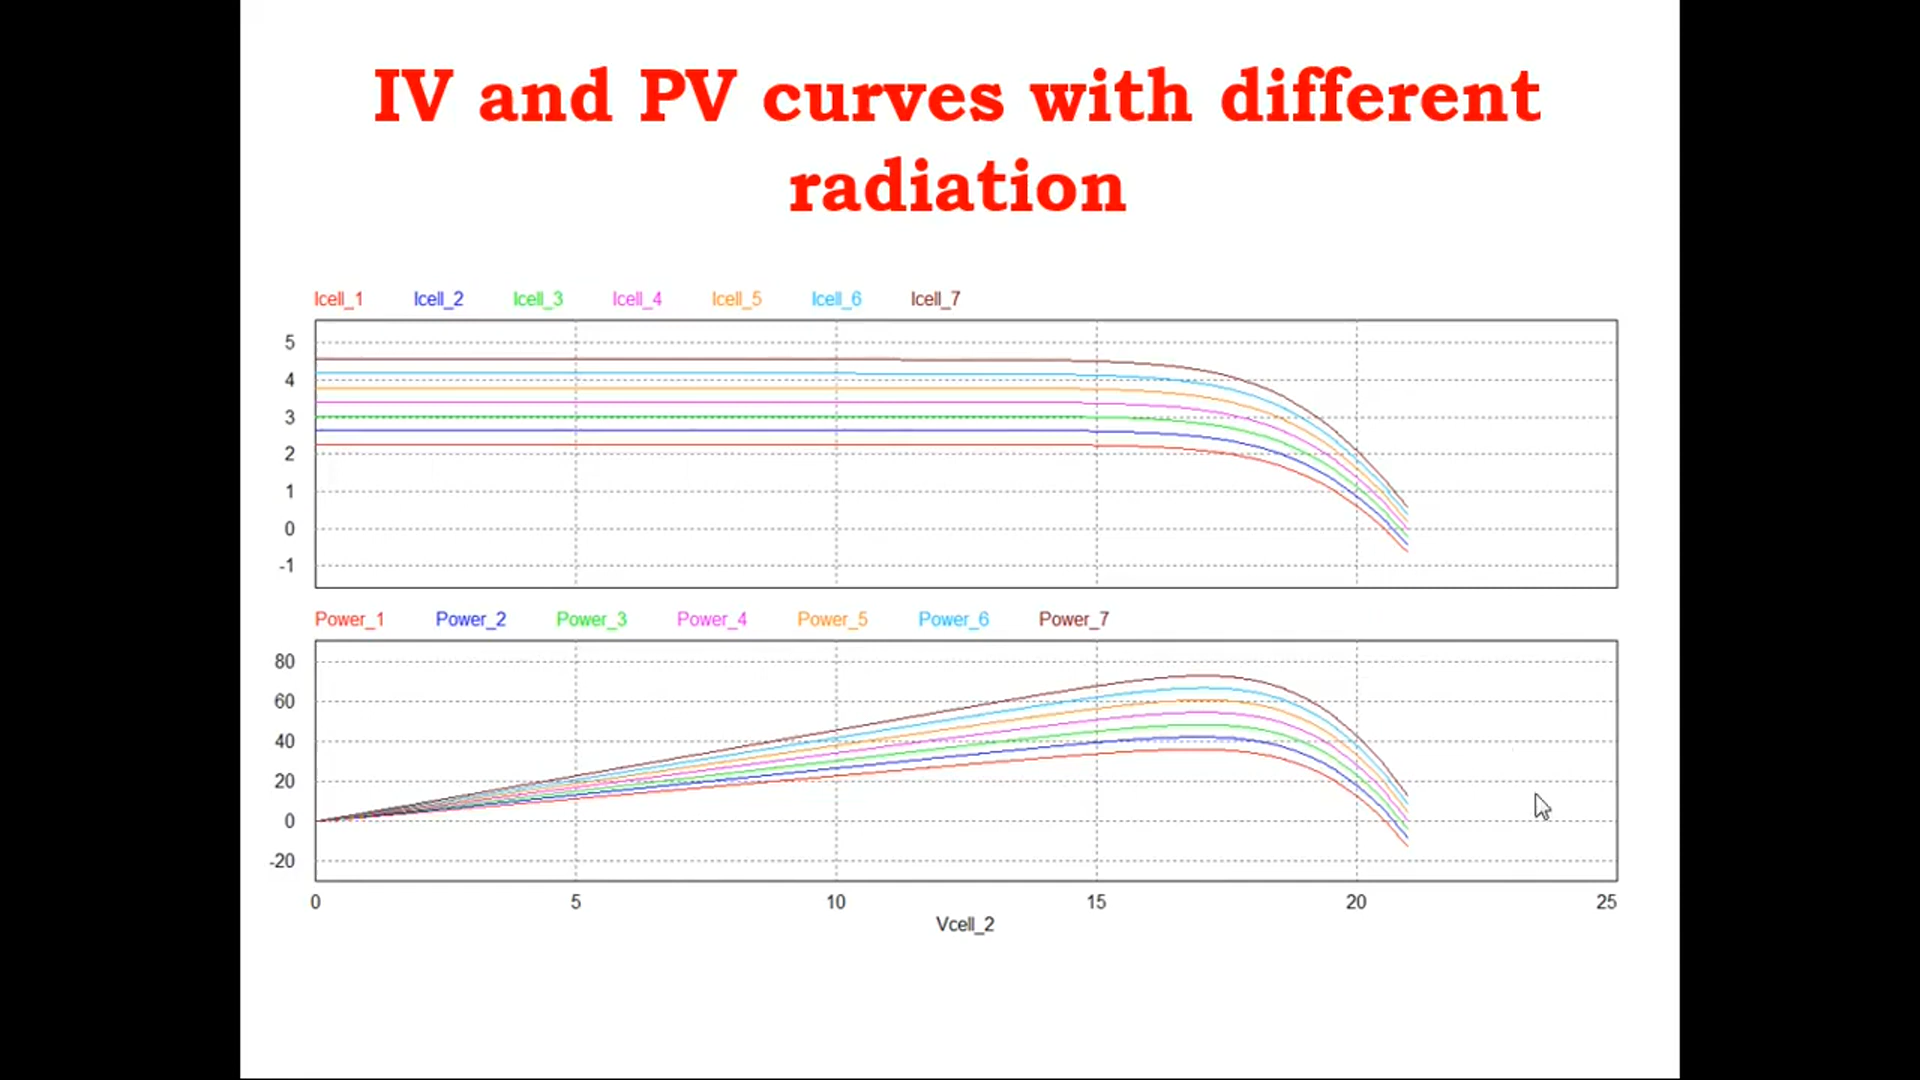 IV and PV curves with different
radiation
Icell_1 Icell_2 Icell_3 Icell_4 Icell_5 Icell_6 Icell_7
5
4
3
2
1
0
-1
Power_1 Power_2 Power_3 Power_4 Power_5 Power_6 Power_7
80
60
40
20
0
-20
0 5 10 15 20 25
Vcell_2